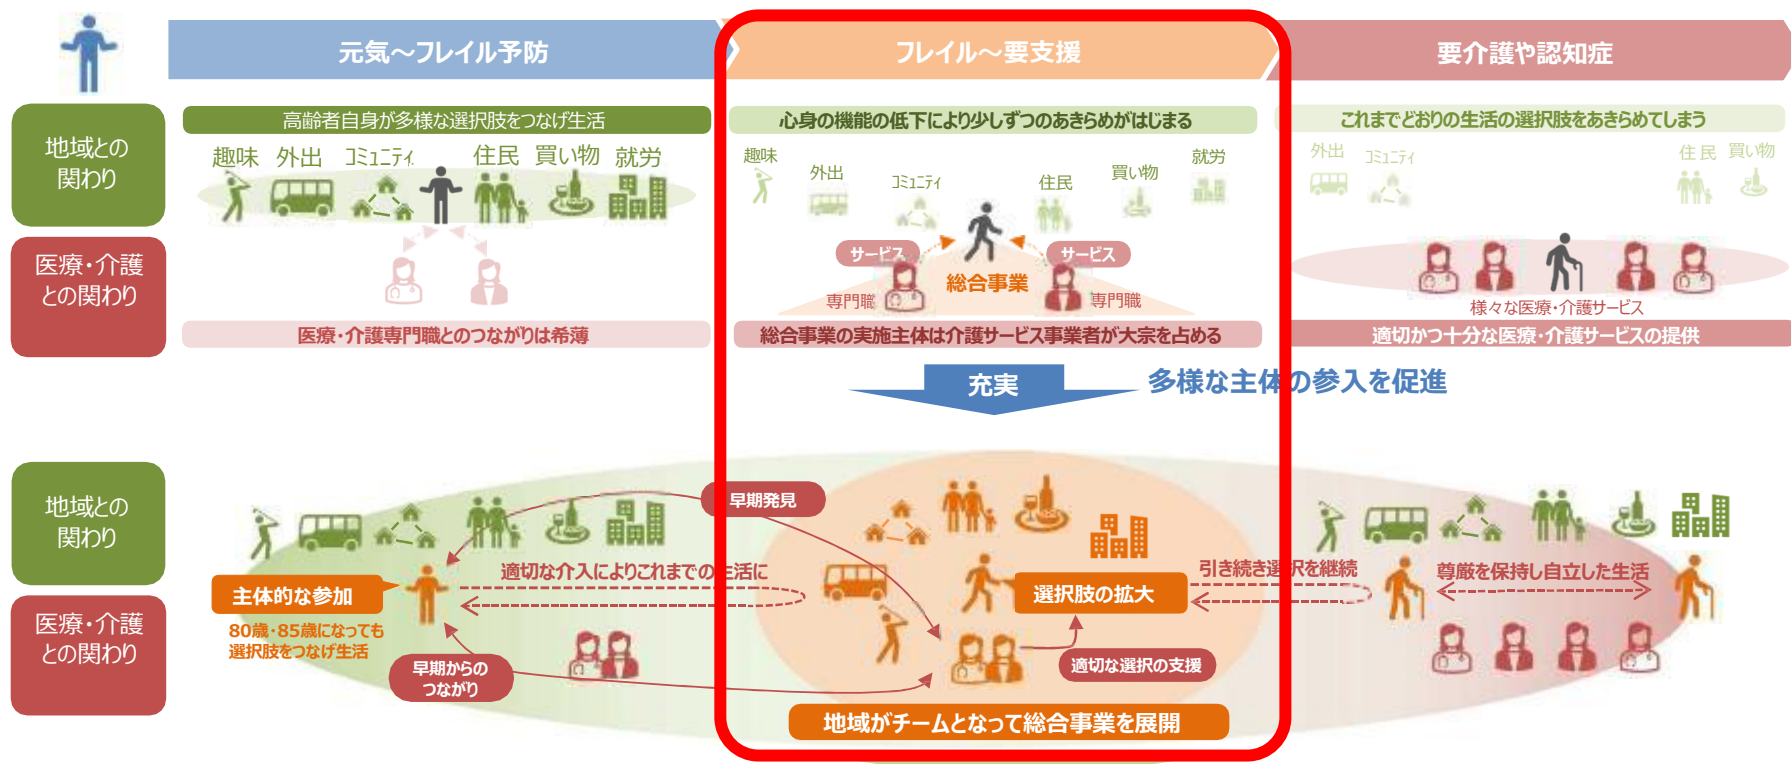 元気～フレイル予防
フレイル～要支援
要介護や認知症
地域との
関わり
高齢者自身が多様な選択肢をつなげ生活
趣味 外出 コミュニティ 住民 買い物 就労
心身の機能の低下により少しずつのあきらめがはじまる
趣味
外出
コミュニティ
住民
買い物
就労
これまでどおりの生活の選択肢をあきらめてしまう
外出
コミュニティ
住民
買い物
医療・介護
との関わり
医療・介護専門職とのつながりは希薄
サービス
サービス
総合事業
専門職
専門職
総合事業の実施主体は介護サービス事業者が大宗を占める
様々な医療・介護サービス
適切かつ十分な医療・介護サービスの提供
充実
多様な主体の参入を促進
地域との
関わり
早期発見
適切な介入によりこれまでの生活に
主体的な参加
80歳・85歳になっても
選択肢をつなげ生活
選択肢の拡大
引き続き選択を継続
尊厳を保持し自立した生活
医療・介護
との関わり
早期からの
つながり
適切な選択の支援
地域がチームとなって総合事業を展開